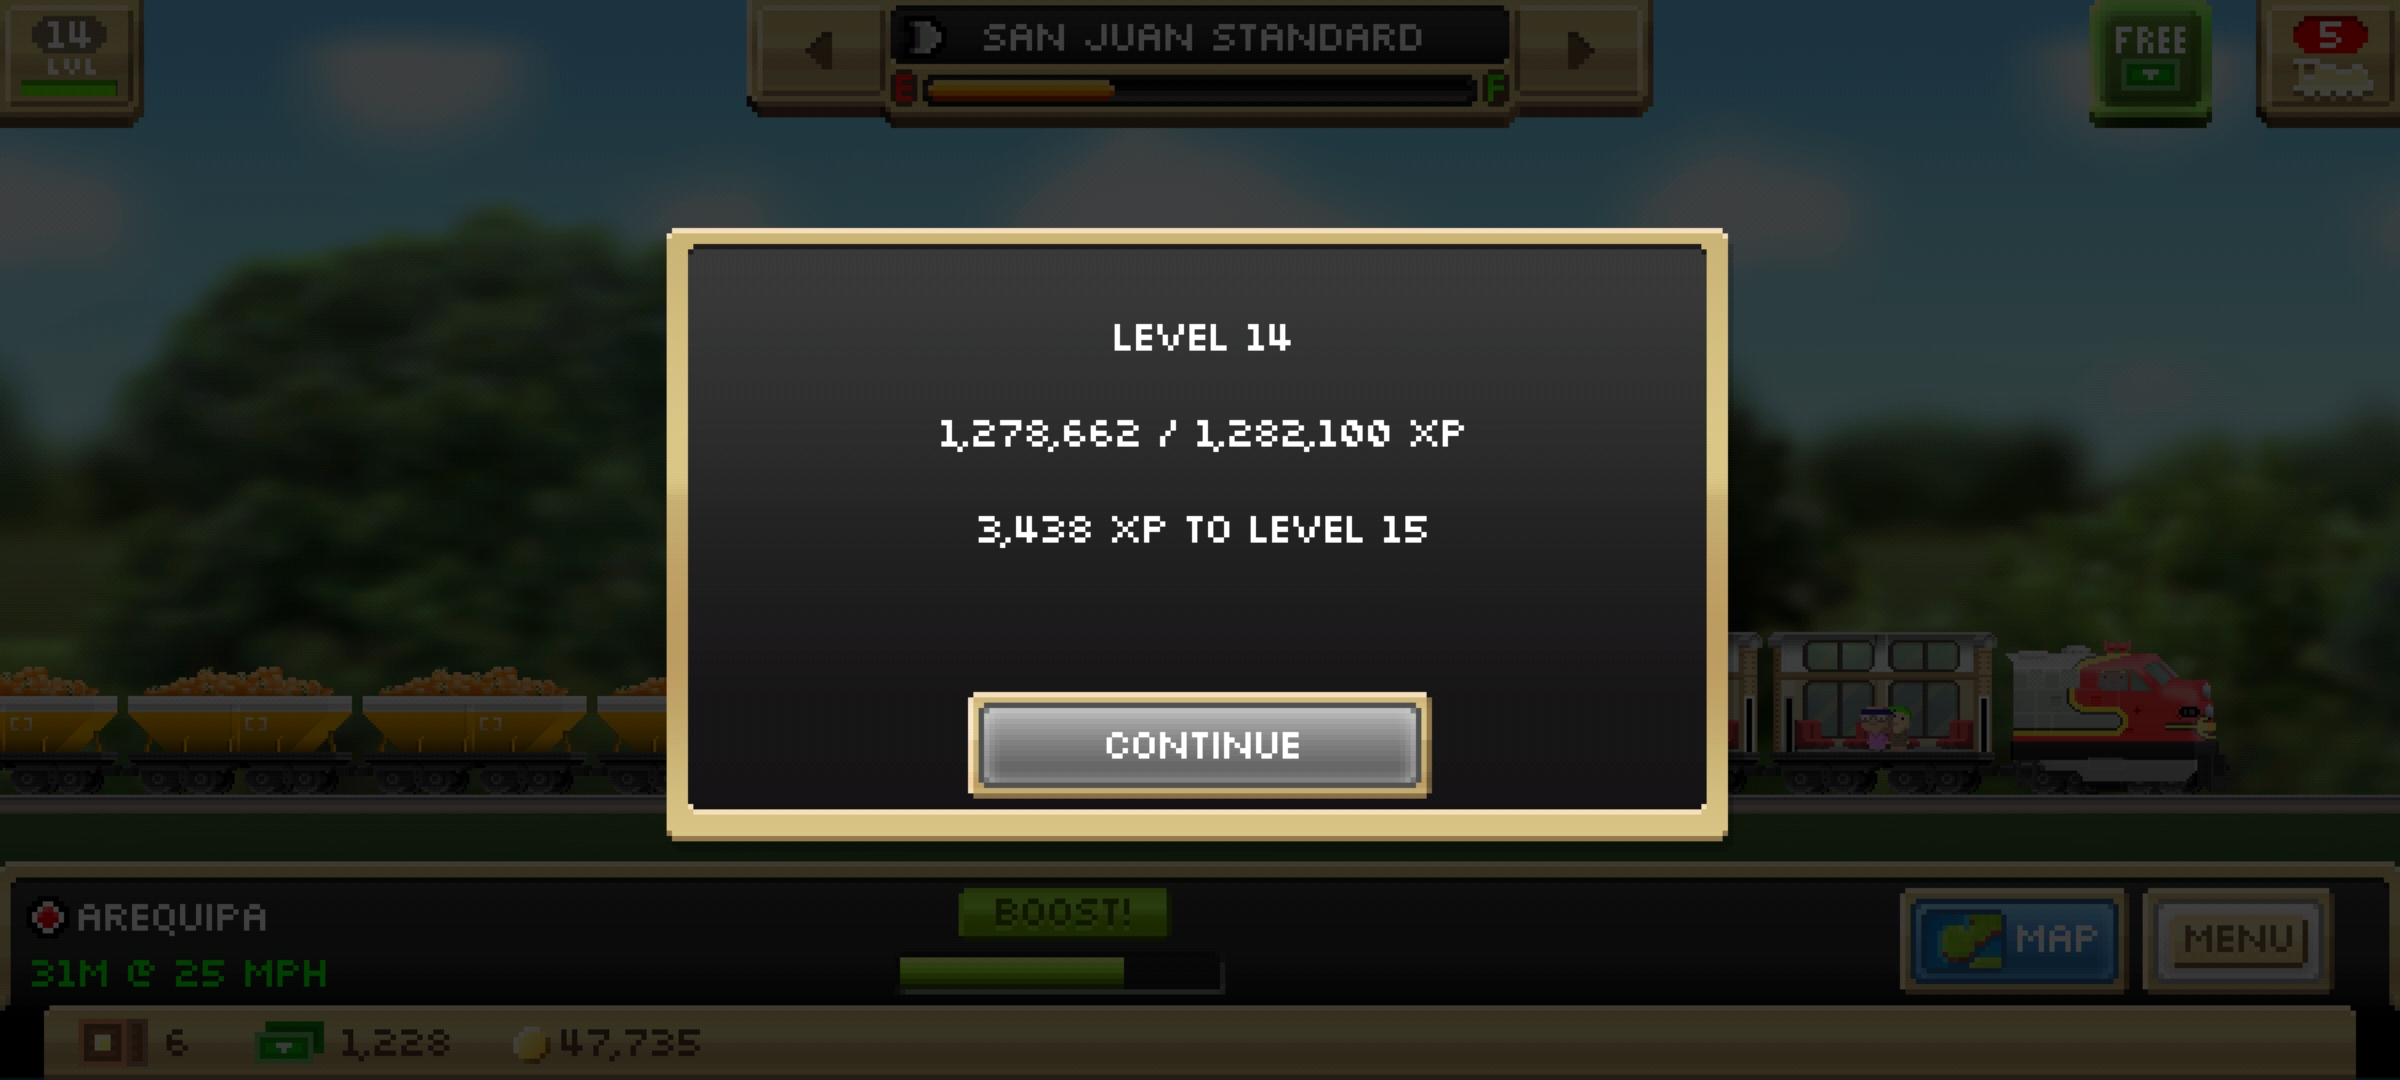 14
LVL
SAN JUAN STANDARD
E F
FREE
5
LEVEL 14
1,278,662 / 1,282,100 XP
3,438 XP TO LEVEL 15
CONTINUE
AREQUIPA
31M @ 25 MPH
BOOST!
MAP
MENU
6 1,228 47,735